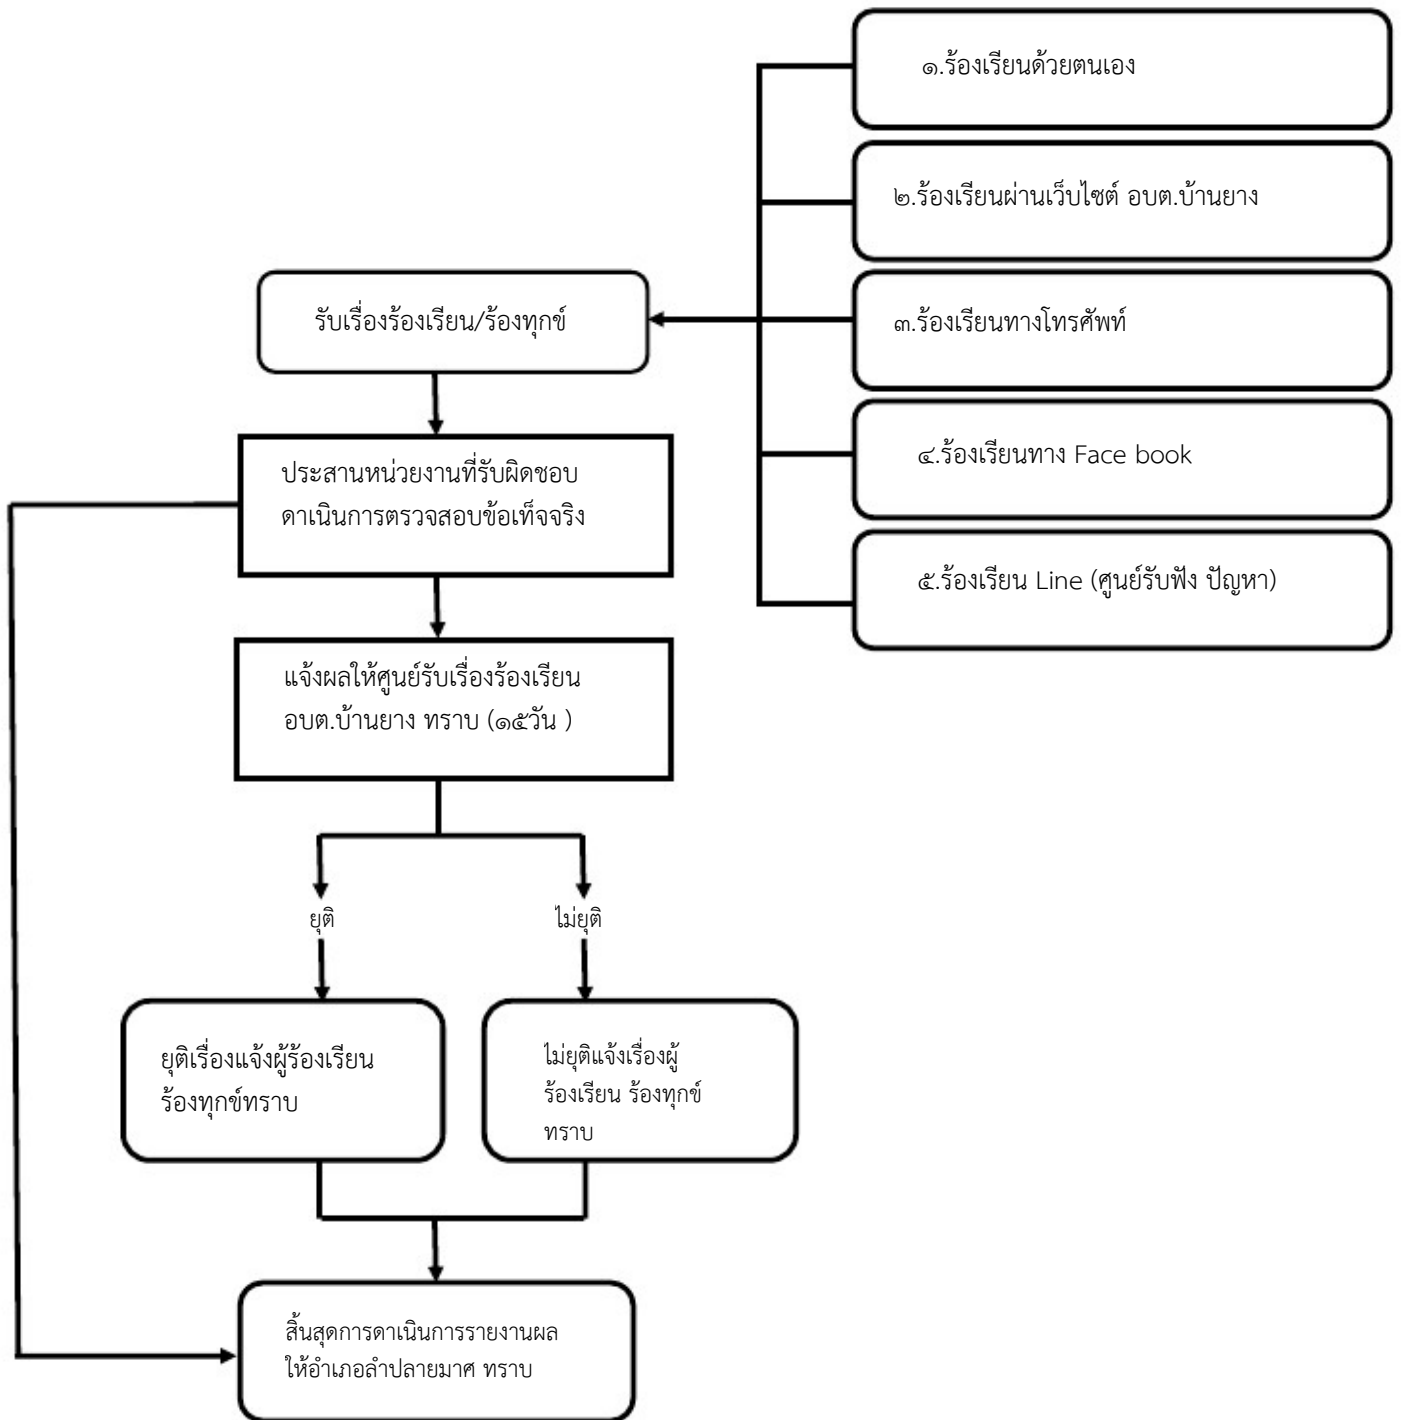 ๑.ร้องเรียนด้วยตนเอง
๒.ร้องเรียนผ่านเว็บไซต์ อบต.บ้านยาง
รับเรื่องร้องเรียน/ร้องทุกข์
๓.ร้องเรียนทางโทรศัพท์
๔.ร้องเรียนทาง Face book
๕.ร้องเรียน Line (ศูนย์รับฟัง ปัญหา)
ประสานหน่วยงานที่รับผิดชอบ
ดาเนินการตรวจสอบข้อเท็จจริง
แจ้งผลให้ศูนย์รับเรื่องร้องเรียน
อบต.บ้านยาง ทราบ (๑๕วัน )
ยุติ
ไม่ยุติ
ยุติเรื่องแจ้งผู้ร้องเรียน
ร้องทุกข์ทราบ
ไม่ยุติแจ้งเรื่องผู้
ร้องเรียน ร้องทุกข์
ทราบ
สิ้นสุดการดาเนินการรายงานผล
ให้อำเภอลำปลายมาศ ทราบ